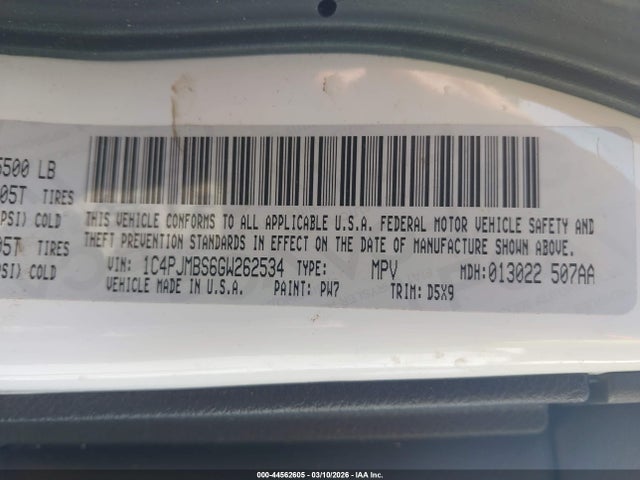 5500 LB
05T TIRES
PSI) COLD
05T TIRES
PSI) COLD
THIS VEHICLE CONFORMS TO ALL APPLICABLE U.S.A. FEDERAL MOTOR VEHICLE SAFETY AND
THEFT PREVENTION STANDARDS IN EFFECT ON THE DATE OF MANUFACTURE SHOWN ABOVE.
VIN: 1C4PJMBS6GW262534 TYPE: MPV MDH: 013022 507AA
VEHICLE MADE IN U.S.A. PAINT: PW7 TRIM: D5X9
000-44562605 - 03/10/2026 - IAA Inc.